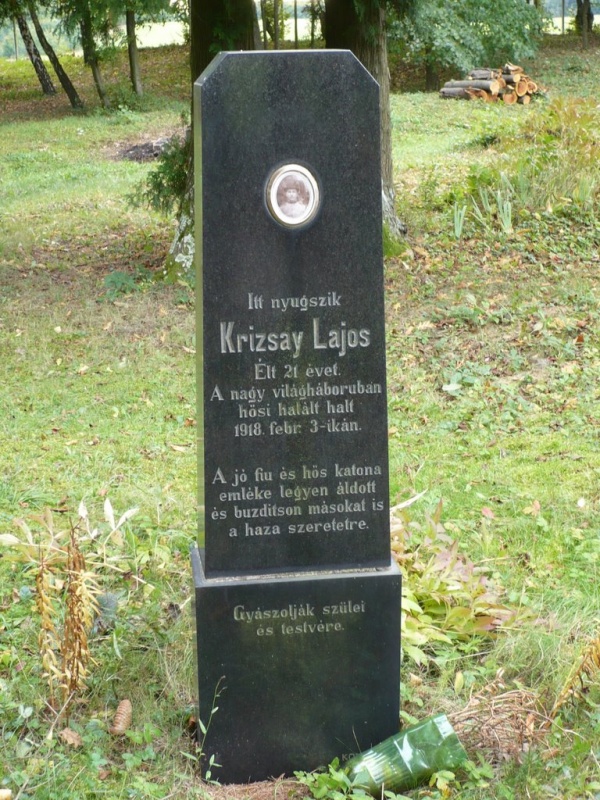 Itt nyugszik
Krizsay Lajos
Élt 21 évet.
A nagy világháboruban
hősi halált halt
1918. febr. 3-ikán.
A jó fiu és hős katona
emléke legyen áldott
és buzditson másokat is
a haza szeretetre.
Gyászolják szülei
és testvére.